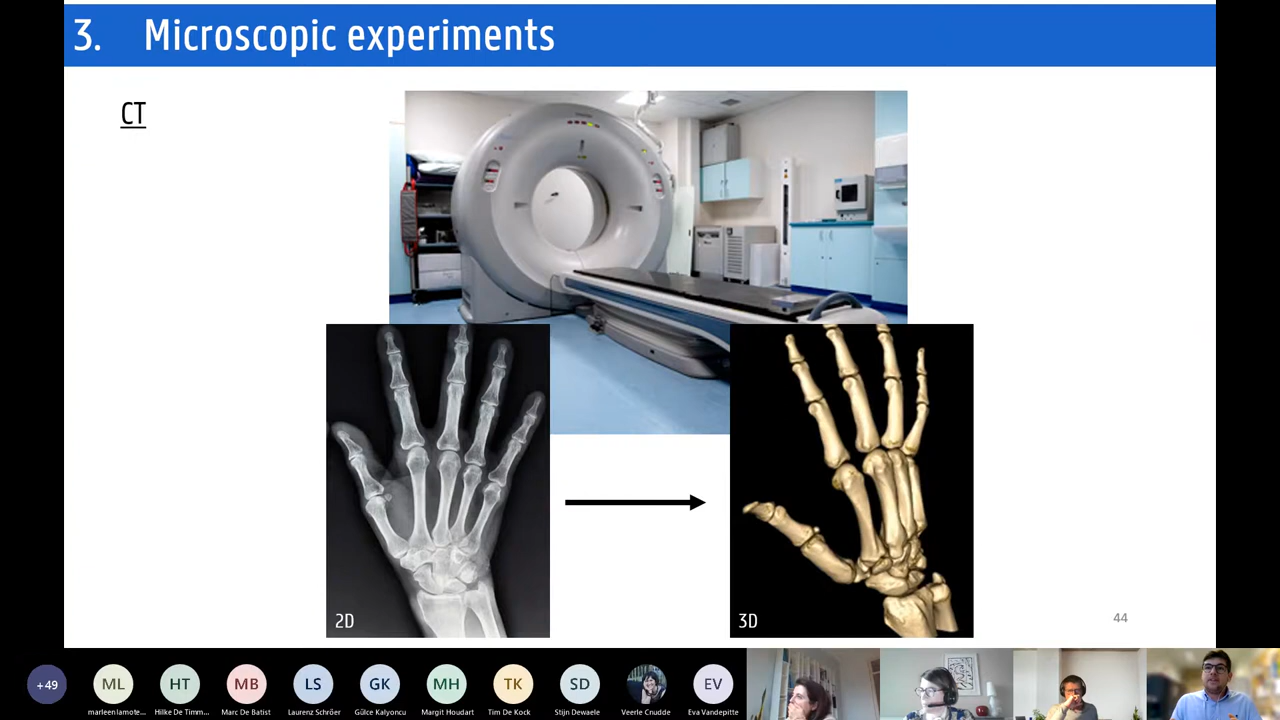 3. Microscopic experiments
CT
2D
3D
44
+49
ML
HT
MB
LS
GK
MH
TK
SD
EV
marleen lamote...
Hilke De Timm...
Marc De Batist
Laurenz Schröer
Gülce Kalyoncu
Margit Houdart
Tim De Kock
Stijn Dewaele
Veerle Cnudde
Eva Vandepitte